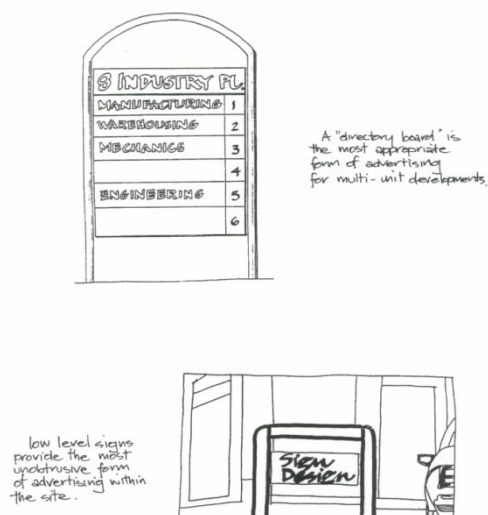 8 INDUSTRY PL.
MANUFACTURING 1
WAREHOUSING 2
MECHANICS 3
4
ENGINEERING 5
6
A "directory board" is
the most appropriate
form of advertising
for multi-unit developments.
low level signs
provide the most
unobtrusive form
of advertising within
the site.
Sign
Design